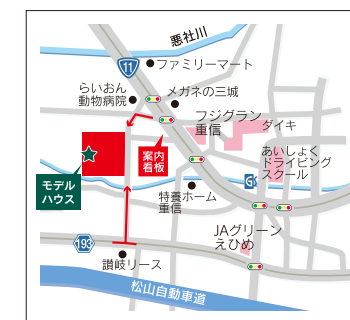 悪社川
11
ファミリーマート
らいおん
動物病院
メガネの三城
フジグラン
重信
ダイキ
案内
看板
あいしょく
ドライビング
スクール
モデル
ハウス
GS
特養ホーム
重信
193
JAグリーン
えひめ
讃岐リース
松山自動車道